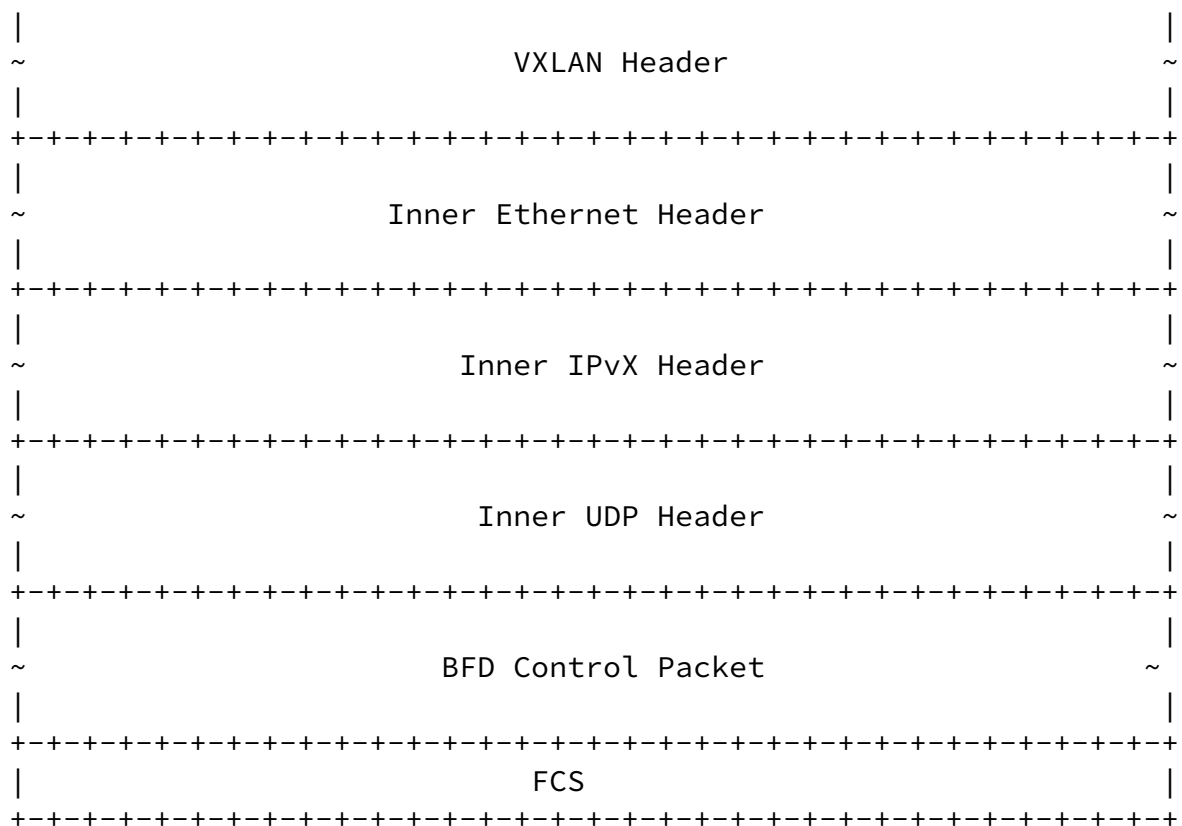 |                                                               |
~                           VXLAN Header                        ~
|                                                               |
+-+-+-+-+-+-+-+-+-+-+-+-+-+-+-+-+-+-+-+-+-+-+-+-+-+-+-+-+-+-+-+-+
|                                                               |
~                    Inner Ethernet Header                      ~
|                                                               |
+-+-+-+-+-+-+-+-+-+-+-+-+-+-+-+-+-+-+-+-+-+-+-+-+-+-+-+-+-+-+-+-+
|                                                               |
~                        Inner IPvX Header                      ~
|                                                               |
+-+-+-+-+-+-+-+-+-+-+-+-+-+-+-+-+-+-+-+-+-+-+-+-+-+-+-+-+-+-+-+-+
|                                                               |
~                         Inner UDP Header                      ~
|                                                               |
+-+-+-+-+-+-+-+-+-+-+-+-+-+-+-+-+-+-+-+-+-+-+-+-+-+-+-+-+-+-+-+-+
|                                                               |
~                       BFD Control Packet                     ~
|                                                               |
+-+-+-+-+-+-+-+-+-+-+-+-+-+-+-+-+-+-+-+-+-+-+-+-+-+-+-+-+-+-+-+-+
|                            FCS                                |
+-+-+-+-+-+-+-+-+-+-+-+-+-+-+-+-+-+-+-+-+-+-+-+-+-+-+-+-+-+-+-+-+